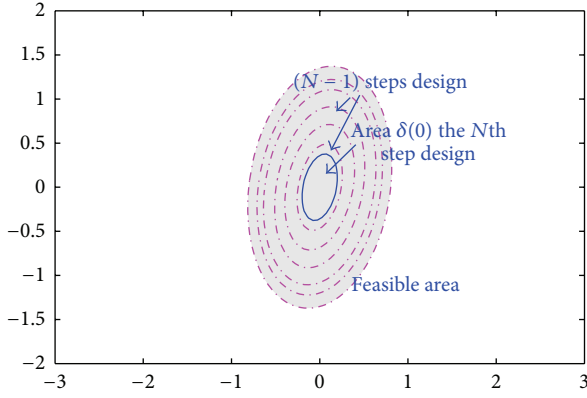 2
1.5
(N − 1) steps design
1
Area δ(0) the Nth
0.5
step design
0
−0.5
−1
Feasible area
−1.5
−2
−3 −2 −1 0 1 2 3